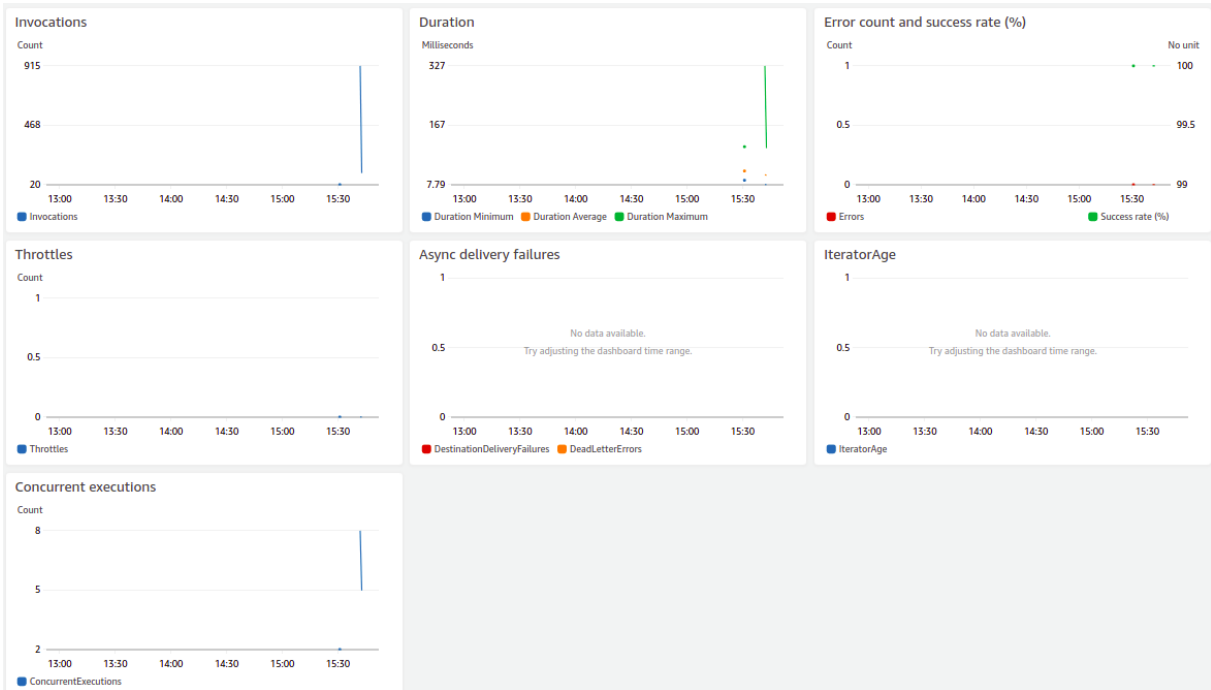 Invocations
Count
915
468
20
13:00 13:30 14:00 14:30 15:00 15:30
Invocations
Duration
Milliseconds
327
167
7.79
13:00 13:30 14:00 14:30 15:00 15:30
Duration Minimum Duration Average Duration Maximum
Error count and success rate (%)
Count No unit
1 100
0.5 99.5
0 99
13:00 13:30 14:00 14:30 15:00 15:30
Errors Success rate (%)
Throttles
Count
1
0.5
0
13:00 13:30 14:00 14:30 15:00 15:30
Throttles
Async delivery failures
1
No data available.
0.5
Try adjusting the dashboard time range.
0
13:00 13:30 14:00 14:30 15:00 15:30
DestinationDeliveryFailures DeadLetterErrors
IteratorAge
1
No data available.
0.5
Try adjusting the dashboard time range.
0
13:00 13:30 14:00 14:30 15:00 15:30
IteratorAge
Concurrent executions
Count
8
5
2
13:00 13:30 14:00 14:30 15:00 15:30
ConcurrentExecutions